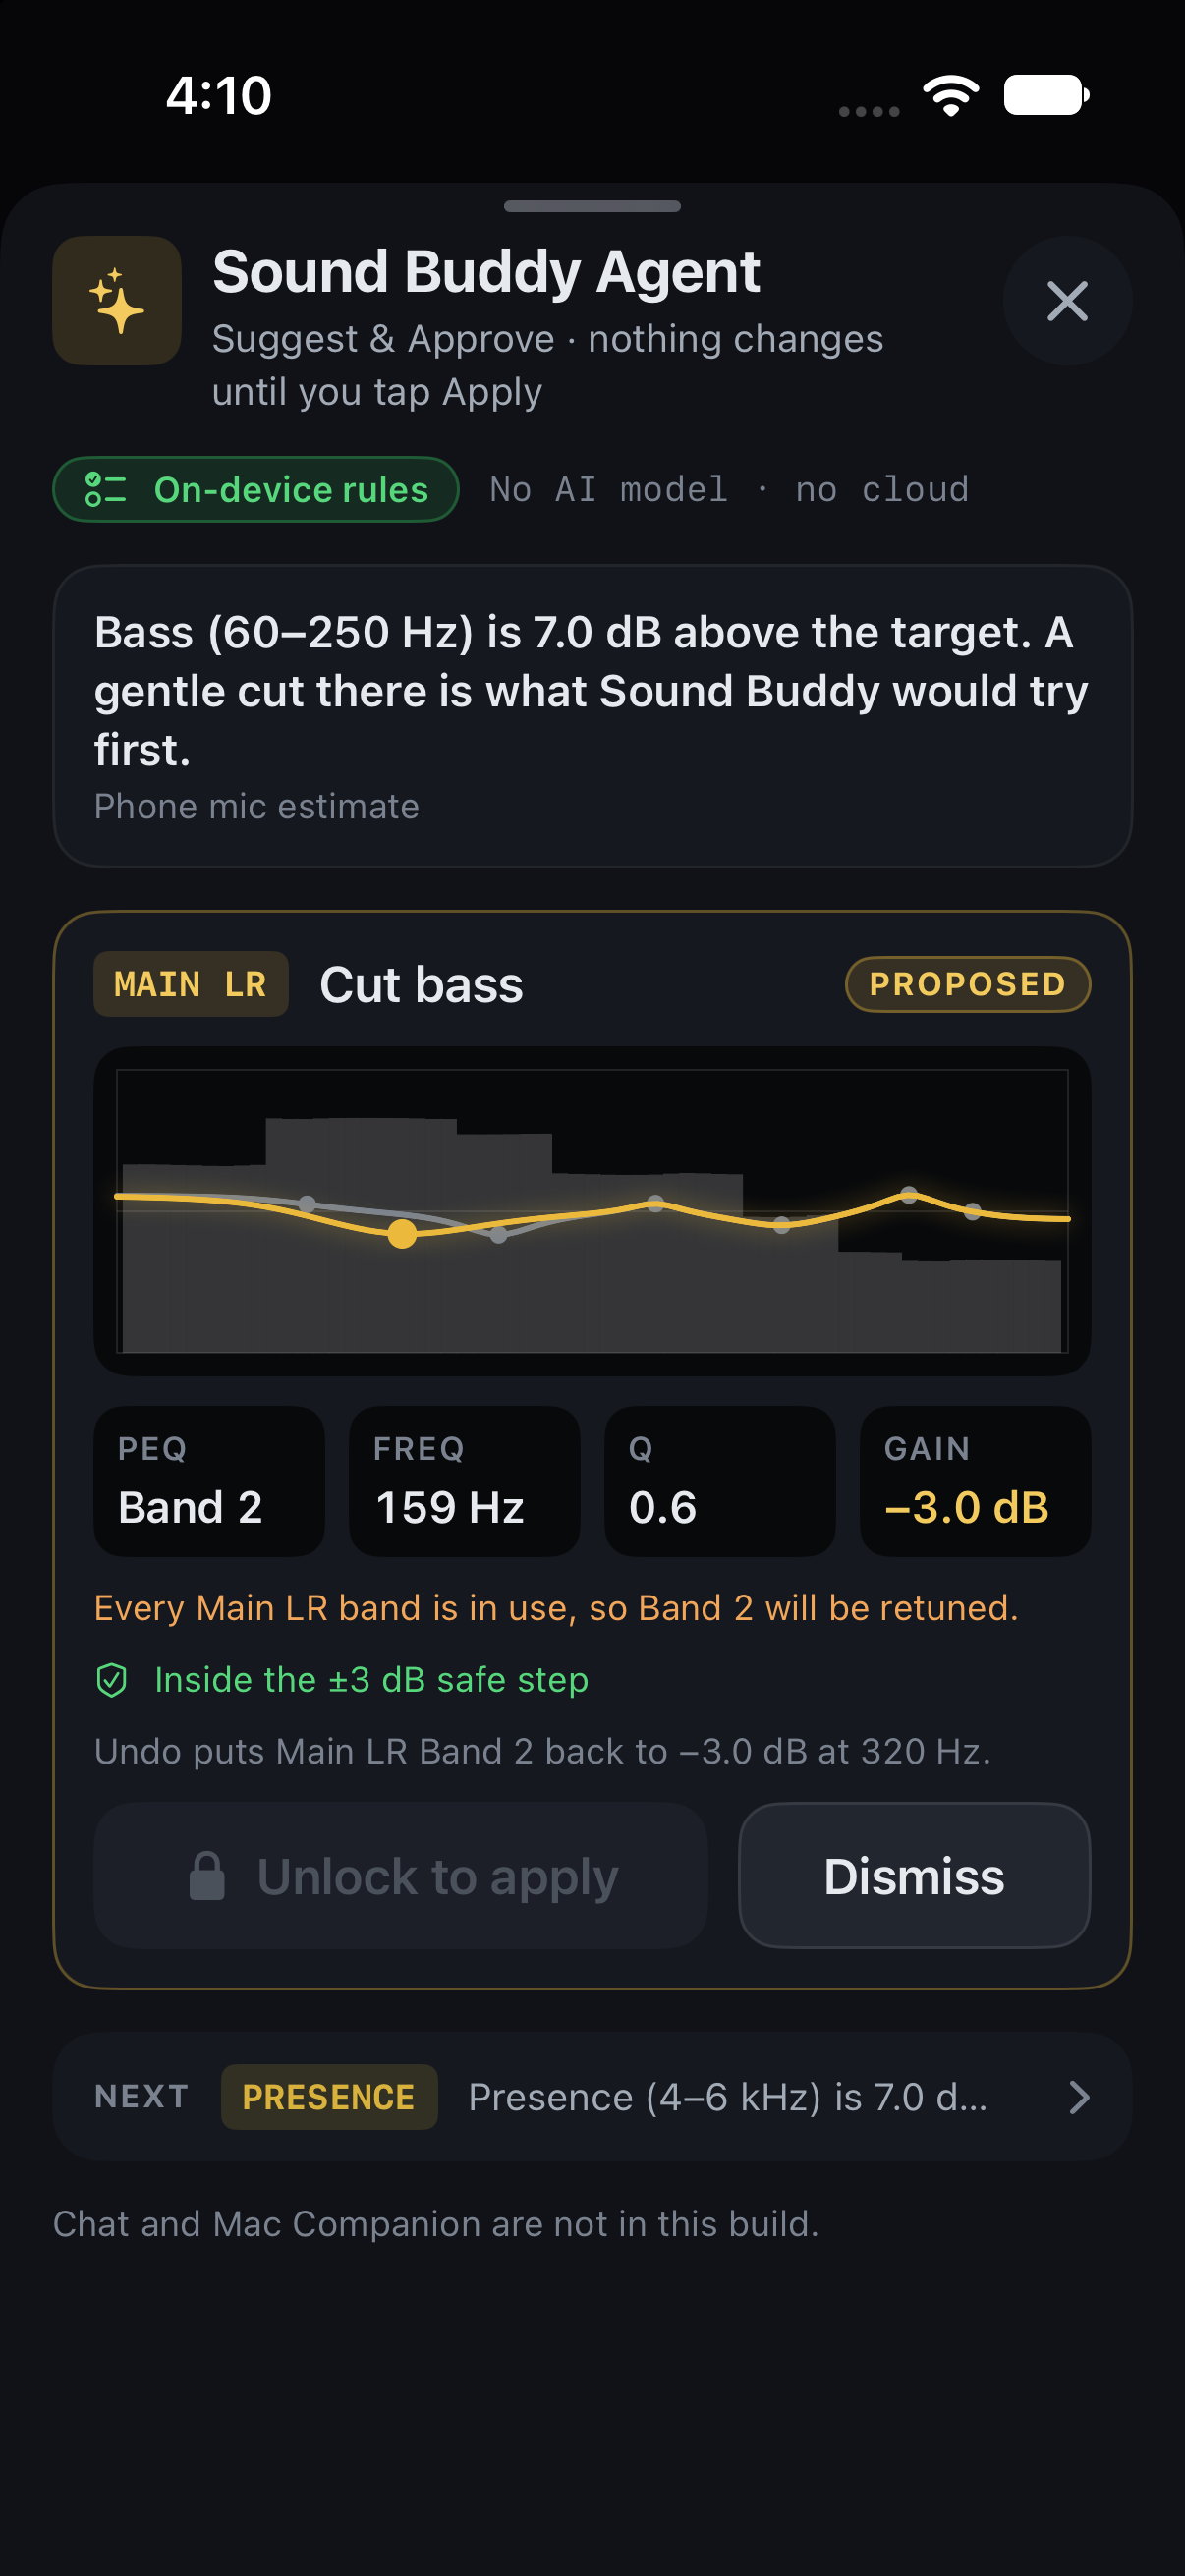 4:10
Sound Buddy Agent
Suggest & Approve · nothing changes
until you tap Apply
On-device rules
No AI model · no cloud
Bass (60–250 Hz) is 7.0 dB above the target. A
gentle cut there is what Sound Buddy would try
first.
Phone mic estimate
MAIN LR
Cut bass
PROPOSED
PEQ
Band 2
FREQ
159 Hz
Q
0.6
GAIN
–3.0 dB
Every Main LR band is in use, so Band 2 will be retuned.
Inside the ±3 dB safe step
Undo puts Main LR Band 2 back to –3.0 dB at 320 Hz.
Unlock to apply
Dismiss
NEXT
PRESENCE
Presence (4–6 kHz) is 7.0 d...
Chat and Mac Companion are not in this build.